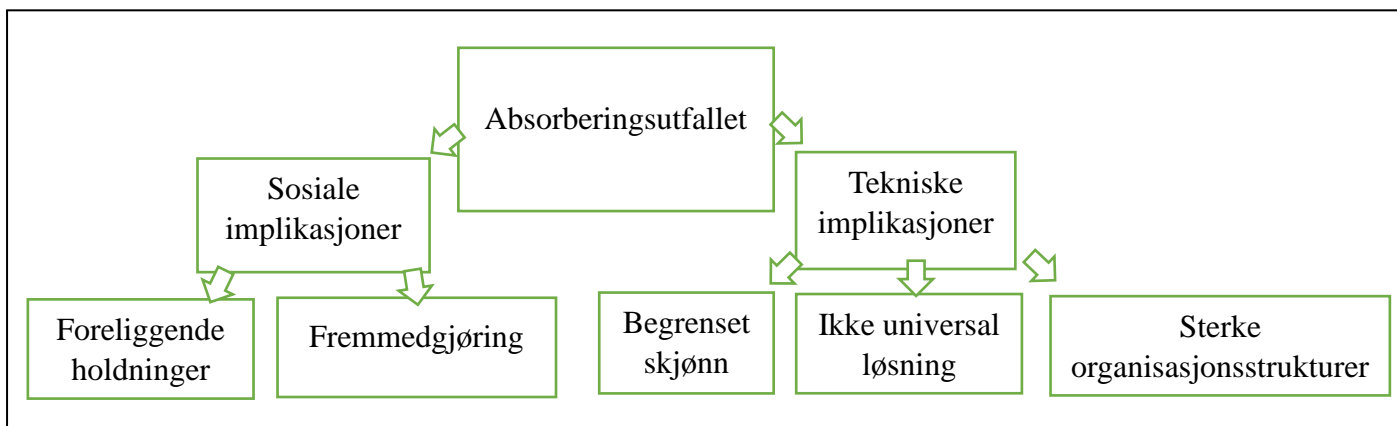 Absorberingsutfallet
Sosiale
implikasjoner
Tekniske
implikasjoner
Foreliggende
holdninger
Fremmedgjøring
Begrenset
skjønn
Ikke universal
løsning
Sterke
organisasjonsstrukturer